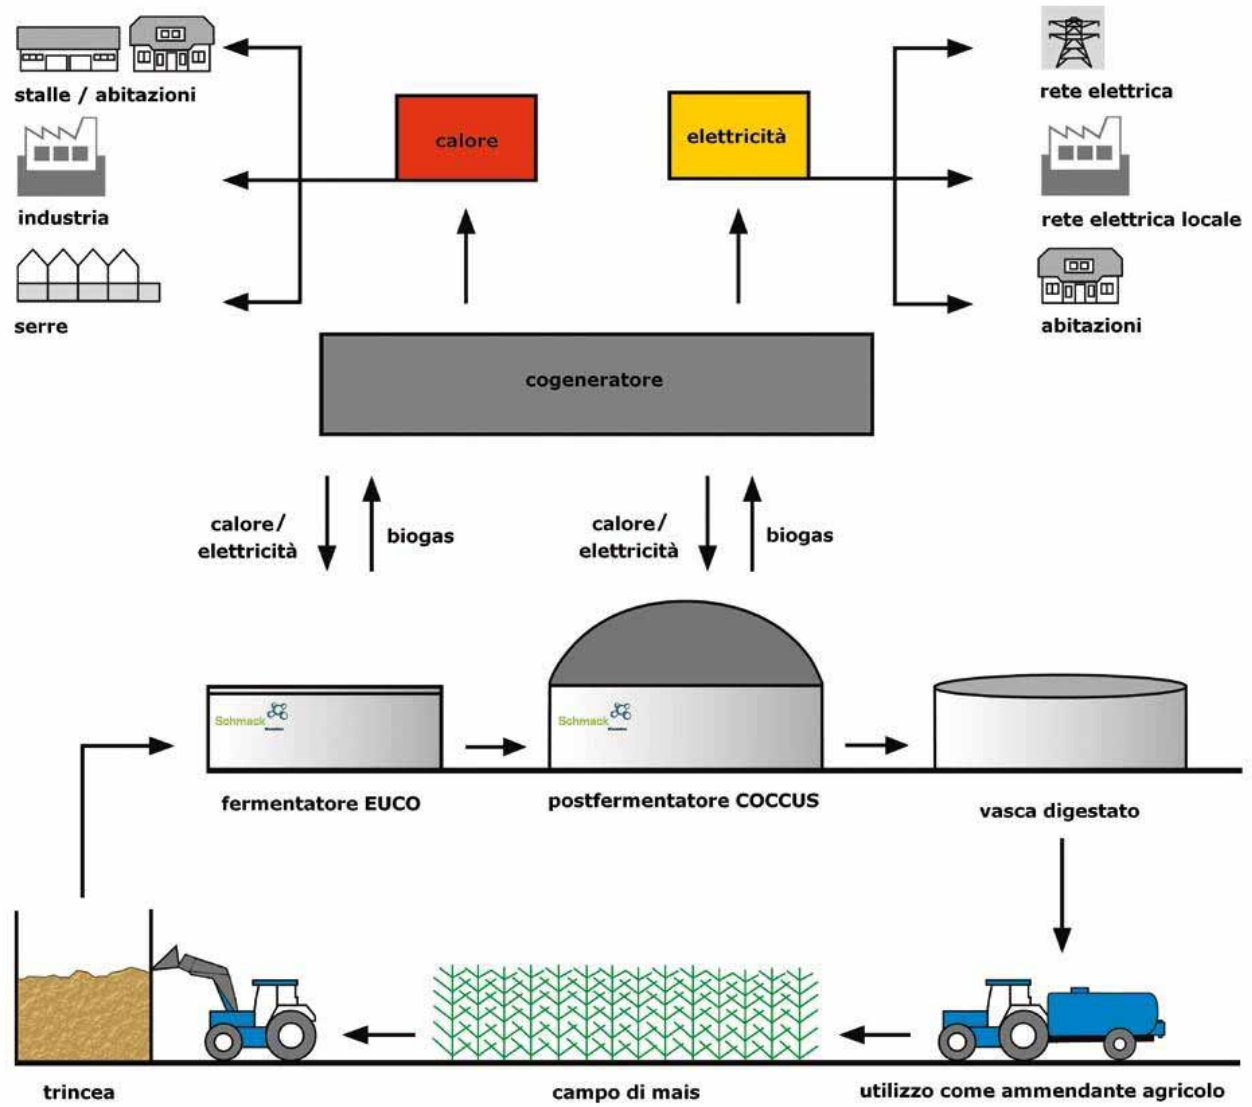 stalle / abitazioni
industria
serre
calore
elettricità
rete elettrica
rete elettrica locale
abitazioni
cogeneratore
calore/
elettricità
biogas
calore/
elettricità
biogas
Schmack
Schmack
fermentatore EUCO
postfermentatore COCCUS
vasca digestato
trincea
campo di mais
utilizzo come ammendante agricolo